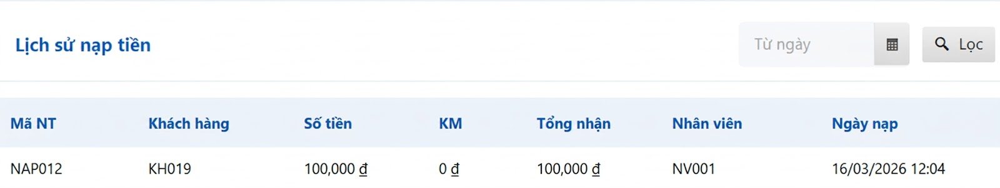 Lịch sử nạp tiền
Từ ngày
Lọc
Mã NT Khách hàng Số tiền KM Tổng nhận Nhân viên Ngày nạp
NAP012 KH019 100,000 ₫ 0 ₫ 100,000 ₫ NV001 16/03/2026 12:04